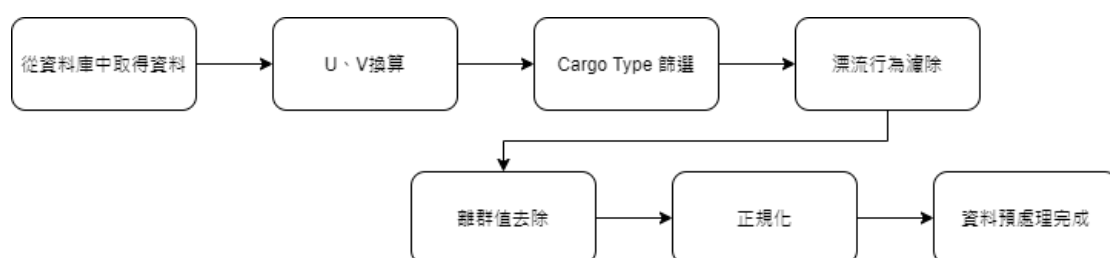 從資料庫中取得資料
U、V換算
Cargo Type 篩選
漂流行為濾除
離群值去除
正規化
資料預處理完成